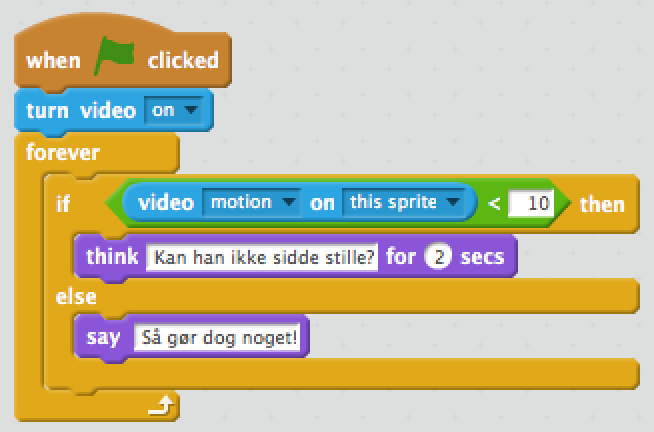 when clicked
turn video on
forever
if video motion on this sprite < 10 then
think Kan han ikke sidde stille? for 2 secs
else
say Så gør dog noget!